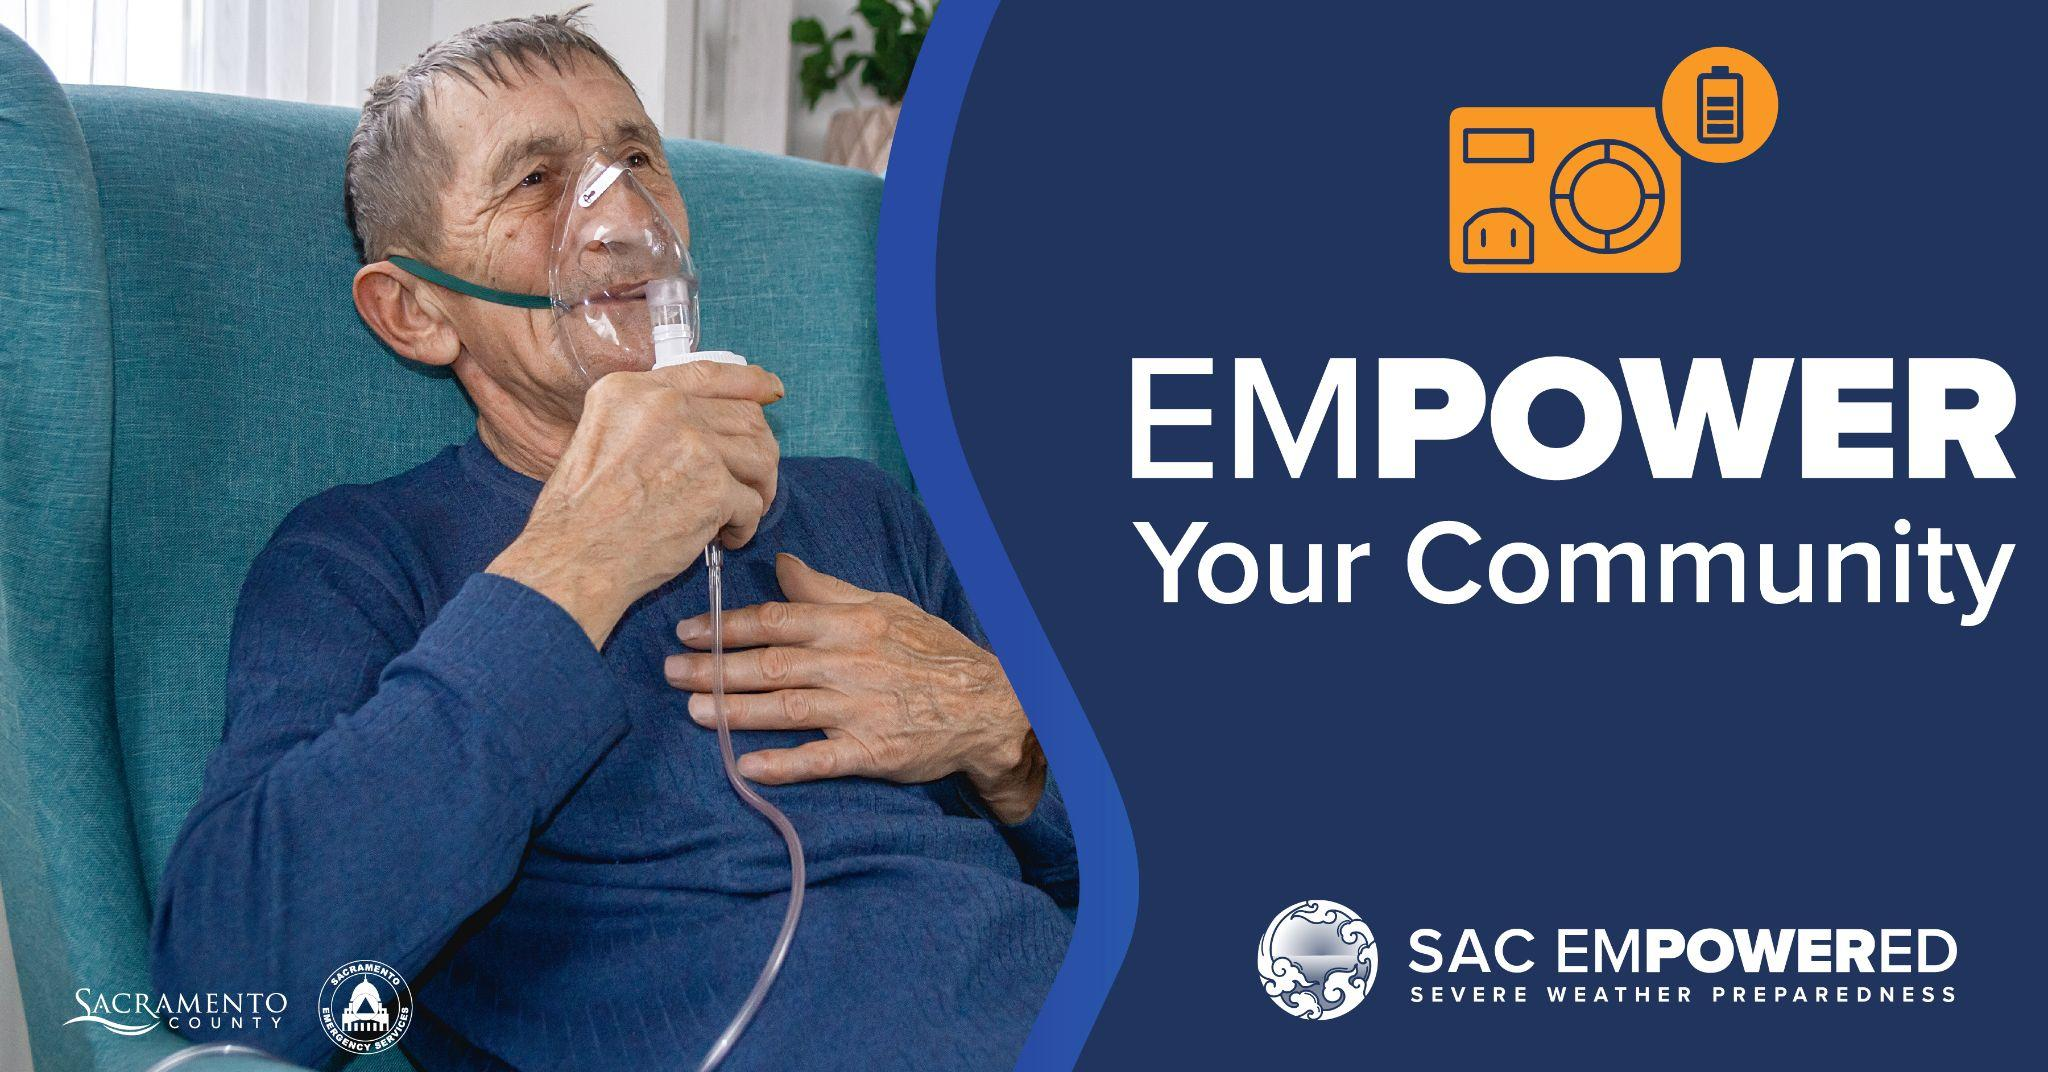 EMPOWER
Your Community
SAC EMPOWERED
SEVERE WEATHER PREPAREDNESS
SACRAMENTO
COUNTY
SACRAMENTO
EMERGENCY SERVICES